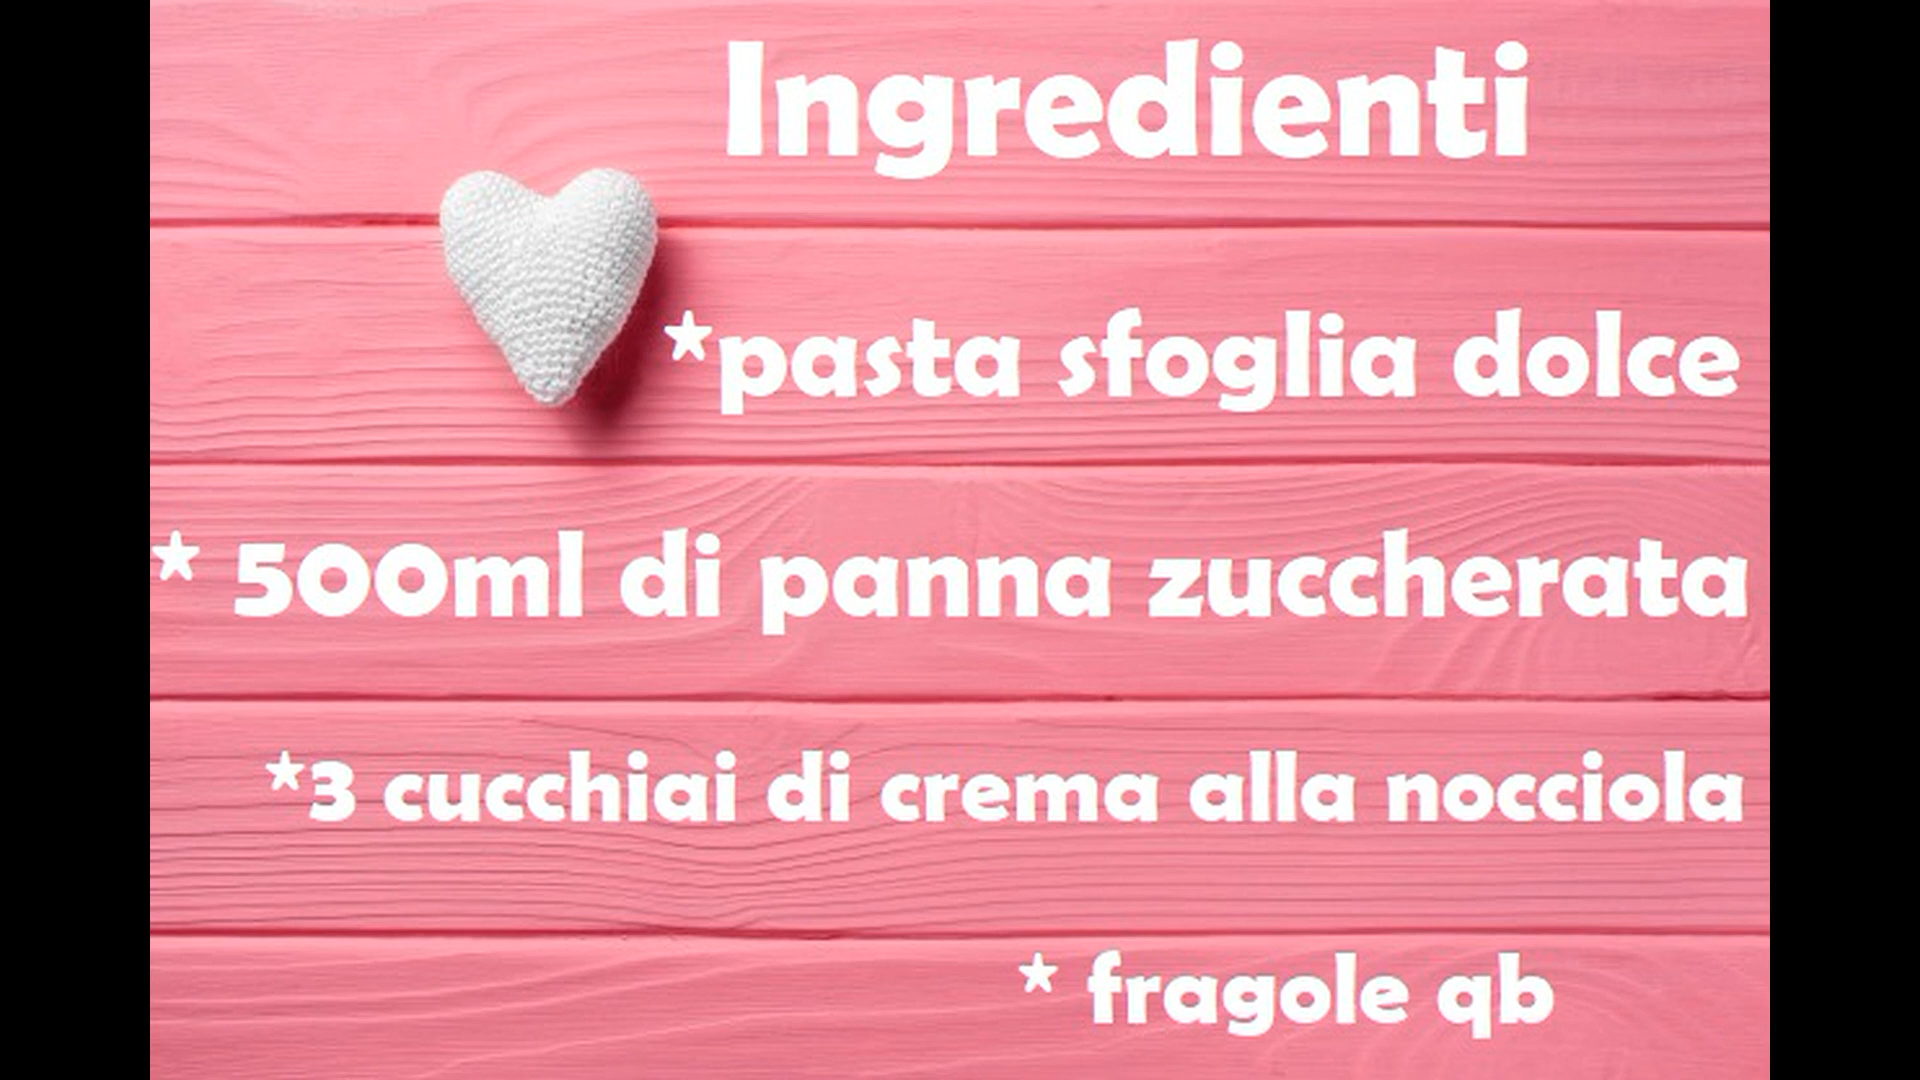 Ingredienti
*pasta sfoglia dolce
* 500ml di panna zuccherata
*3 cucchiai di crema alla nocciola
* fragole qb